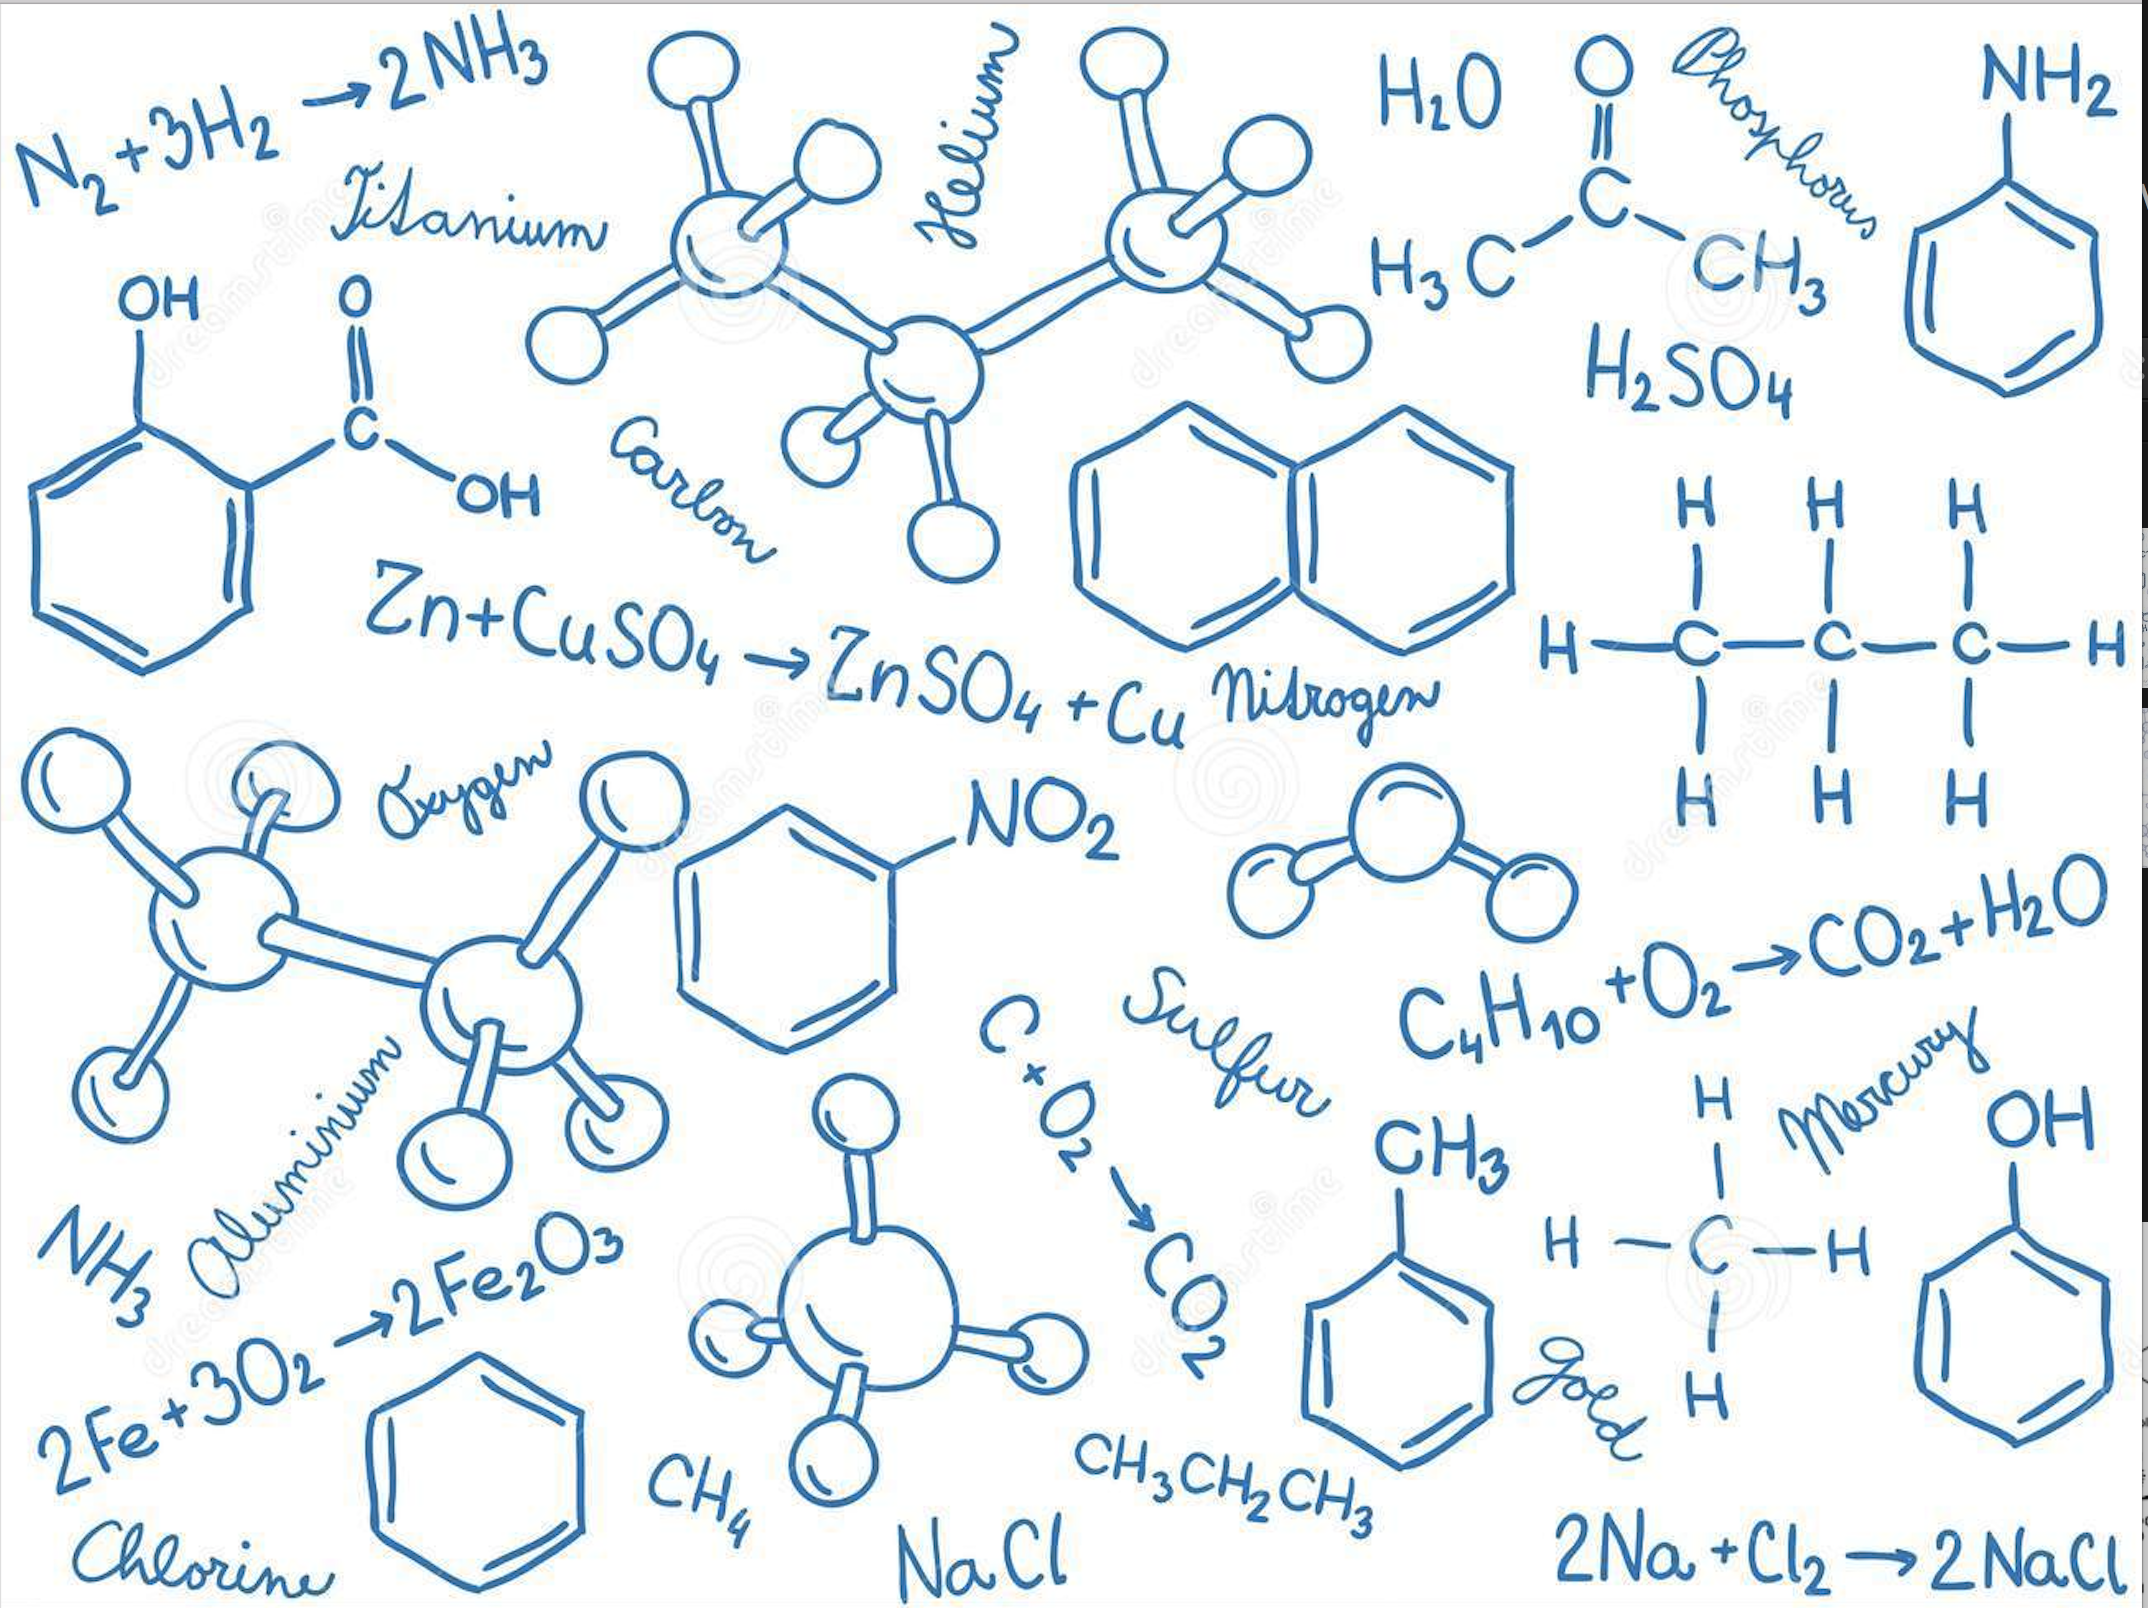 N₂+3H₂→2NH₃
Titanium
Helium
H₂O
O
C
H₃C
CH₃
Phosphorus
NH₂
H₂SO₄
OH
O
C
OH
Carbon
Zn+CuSO₄→ZnSO₄+Cu
Nitrogen
H H H
H C C C H
H H H
Oxygen
NO₂
C₄H₁₀+O₂→CO₂+H₂O
Sulfur
C+O₂→CO₂
Mercury
Aluminium
NH₃
CH₃
H
H C H
H
OH
2Fe+3O₂→2Fe₂O₃
Gold
CH₄
CH₃CH₂CH₃
Chlorine
NaCl
2Na+Cl₂→2NaCl
dreamstime